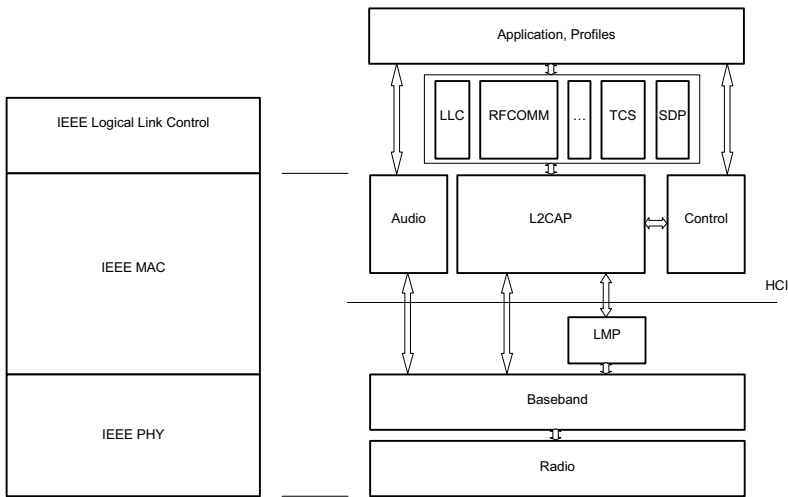 Application, Profiles
LLC
RFCOMM
...
TCS
SDP
IEEE Logical Link Control
Audio
L2CAP
Control
IEEE MAC
HCI
LMP
Baseband
IEEE PHY
Radio